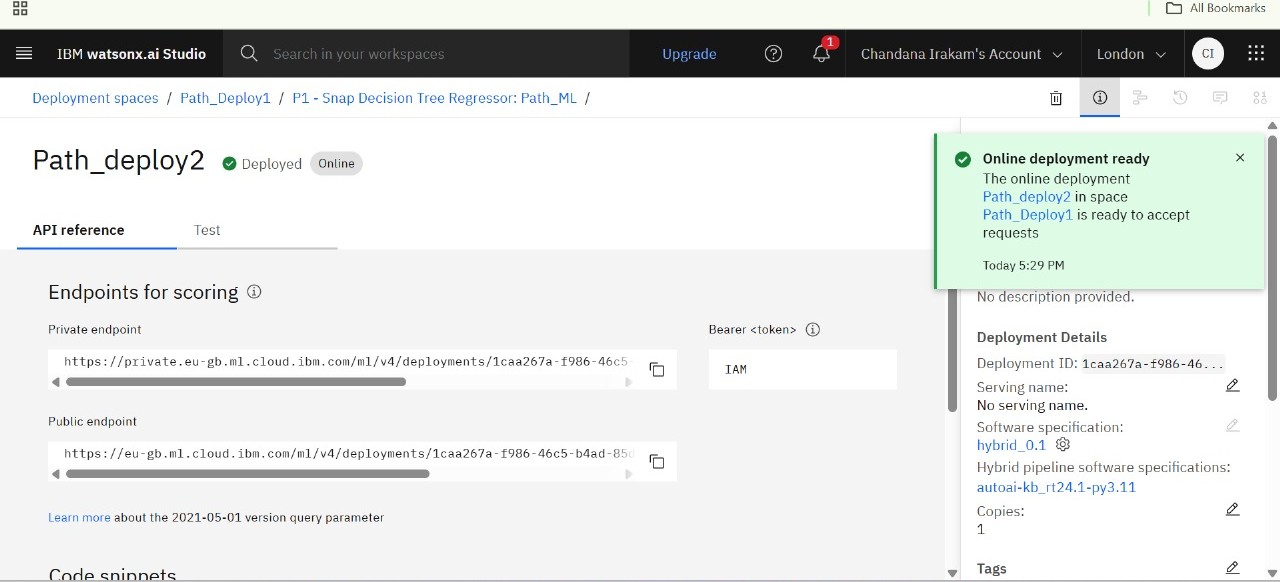 All Bookmarks
IBM watsonx.ai Studio
Search in your workspaces
Upgrade
1
Chandana Irakam's Account
London
CI
Deployment spaces / Path_Deploy1 / P1 - Snap Decision Tree Regressor: Path_ML /
Path_deploy2
Deployed
Online
API reference
Test
Endpoints for scoring
Private endpoint
https://private.eu-gb.ml.cloud.ibm.com/ml/v4/deployments/1caa267a-f986-46c5-
Bearer <token>
IAM
Public endpoint
https://eu-gb.ml.cloud.ibm.com/ml/v4/deployments/1caa267a-f986-46c5-b4ad-85d
Learn more about the 2021-05-01 version query parameter
Code snippets
Online deployment ready
The online deployment
Path_deploy2 in space
Path_Deploy1 is ready to accept
requests
Today 5:29 PM
No description provided.
Deployment Details
Deployment ID: 1caa267a-f986-46...
Serving name:
No serving name.
Software specification:
hybrid_0.1
Hybrid pipeline software specifications:
autoai-kb_rt24.1-py3.11
Copies:
1
Tags